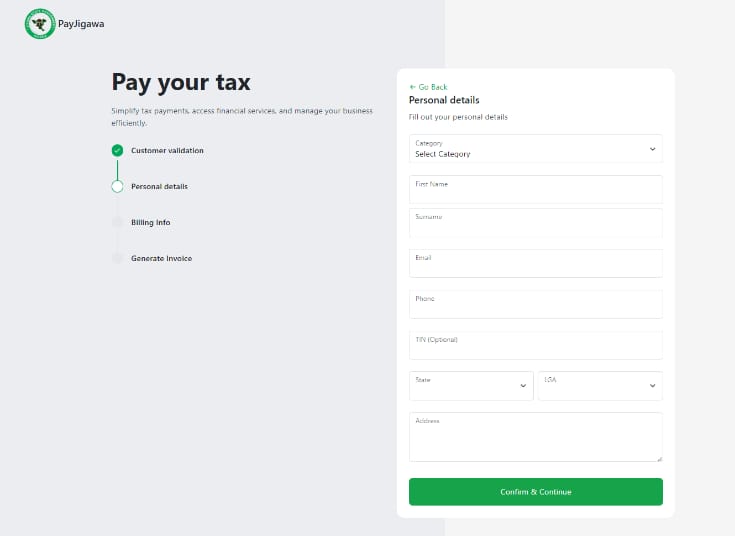 PayJigawa
Pay your tax
Simplify tax payments, access financial services, and manage your business
efficiently.
Customer validation
Personal details
Billing Info
Generate invoice
← Go Back
Personal details
Fill out your personal details
Category
Select Category
First Name
Surname
Email
Phone
TIN (Optional)
State
LGA
Address
Confirm & Continue